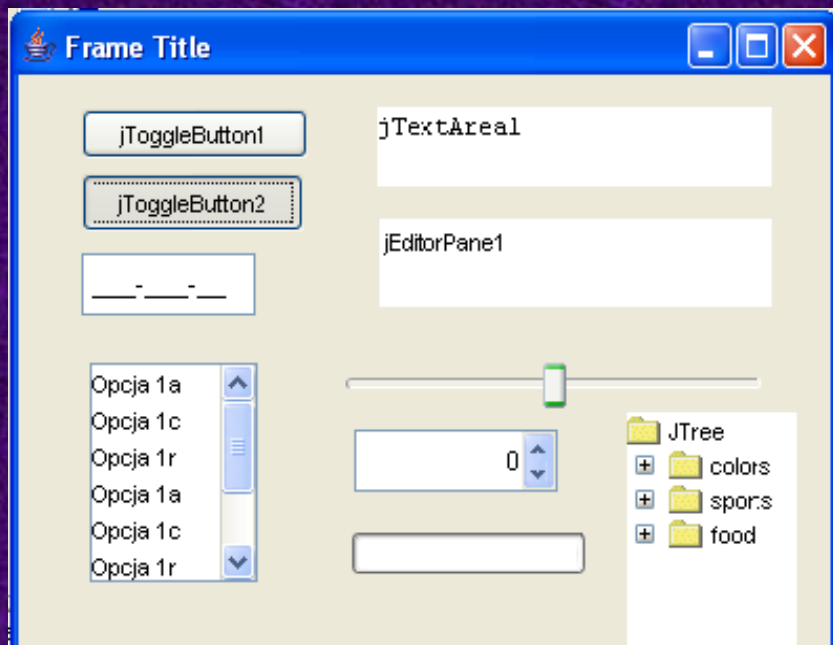 Frame Title
jToggleButton1
jToggleButton2
___-___-__
jTextArea1
jEditorPane1
Opcja 1a
Opcja 1c
Opcja 1r
Opcja 1a
Opcja 1c
Opcja 1r
0
JTree
colors
sports
food